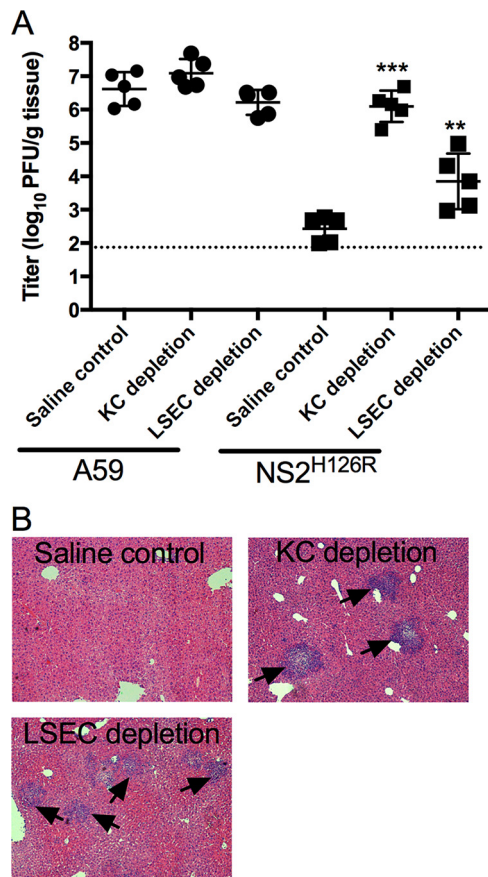 A
Titer (log10 PFU/g tissue)
7
6
5
4
3
2
1
0
***
**
Saline control
KC depletion
LSEC depletion
Saline control
KC depletion
LSEC depletion
A59
NS2H126R
B
Saline control
KC depletion
LSEC depletion